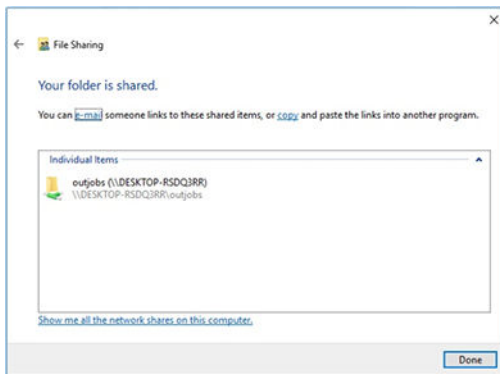 File Sharing
Your folder is shared.
You can e-mail someone links to these shared items, or copy and paste the links into another program.
Individual Items
outjobs (\\DESKTOP-RSDQ3RR)
\\DESKTOP-RSDQ3RR\outjobs
Show me all the network shares on this computer.
Done